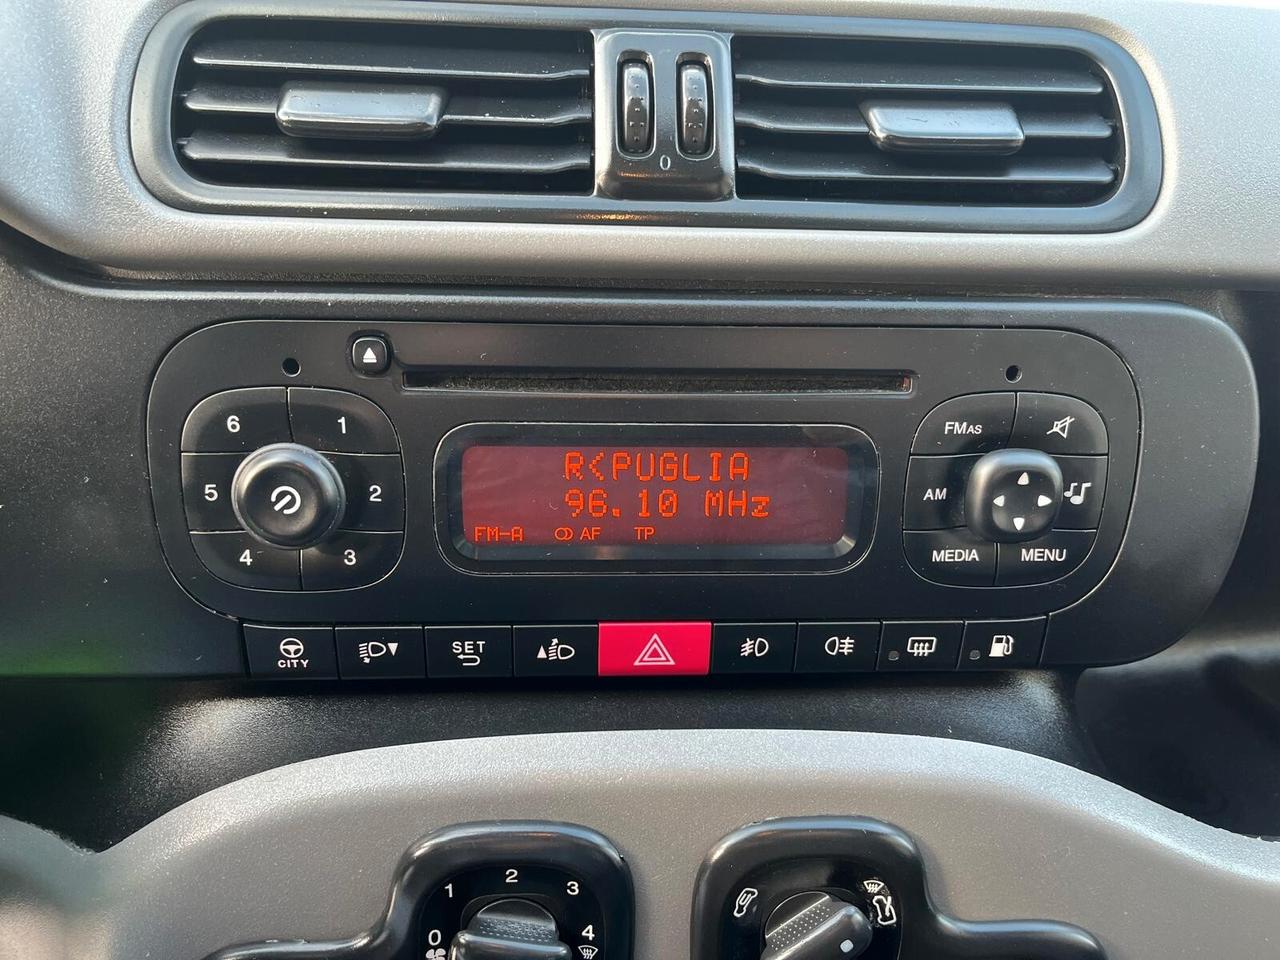 0
6 1
5 2
4 3
R<PUGLIA
96.10 MHz
FM-A AF TP
FMAS
AM
MEDIA MENU
CITY
SET
0 1 2 3 4